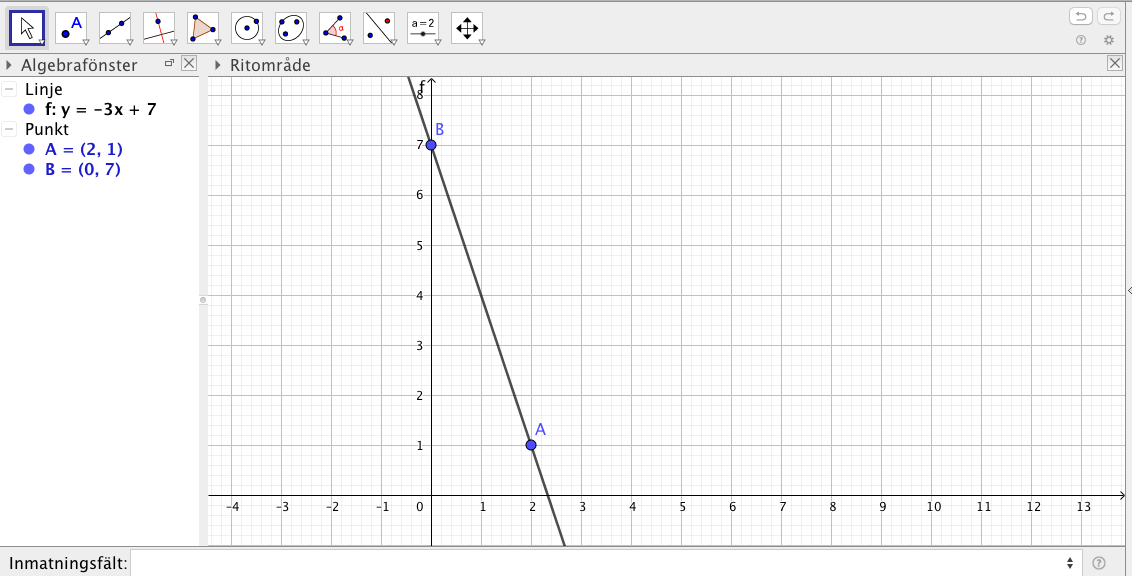 A
α
a = 2
Algebrafönster
Ritområde
Linje
f: y = −3x + 7
Punkt
A = (2, 1)
B = (0, 7)
f
8
B
7
6
5
4
3
2
A
1
-4 -3 -2 -1 0 1 2 3 4 5 6 7 8 9 10 11 12 13
Inmatningsfält: